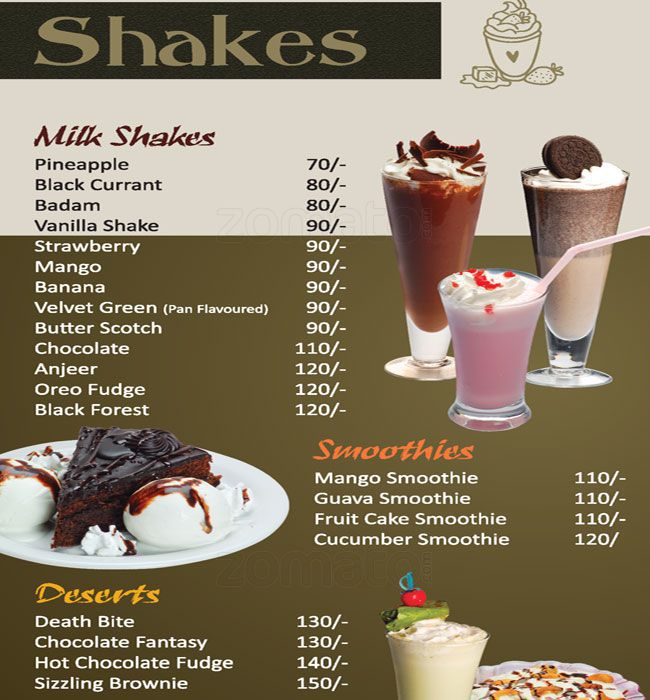 Shakes
Milk Shakes
Pineapple 70/-
Black Currant 80/-
Badam 80/-
Vanilla Shake 90/-
Strawberry 90/-
Mango 90/-
Banana 90/-
Velvet Green (Pan Flavoured) 90/-
Butter Scotch 90/-
Chocolate 110/-
Anjeer 120/-
Oreo Fudge 120/-
Black Forest 120/-
Smoothies
Mango Smoothie 110/-
Guava Smoothie 110/-
Fruit Cake Smoothie 110/-
Cucumber Smoothie 120/
Deserts
Death Bite 130/-
Chocolate Fantasy 130/-
Hot Chocolate Fudge 140/-
Sizzling Brownie 150/-
zomato.com
zomato.com